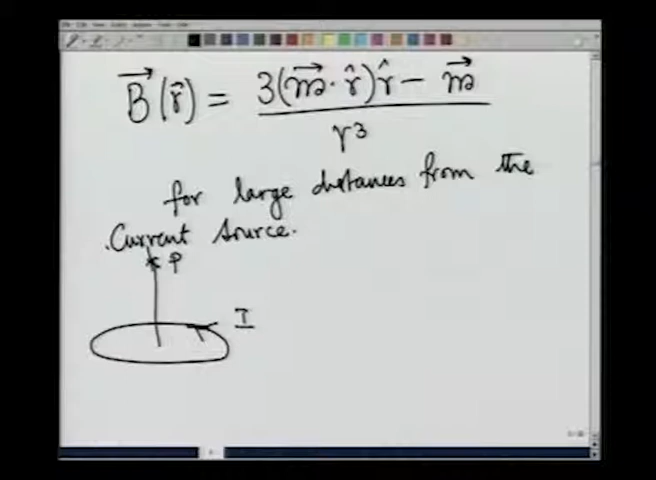 B⃗(r⃗) = 3(m⃗·r̂)r̂ − m⃗ / r³
for large distances from the
Current source.
P
I